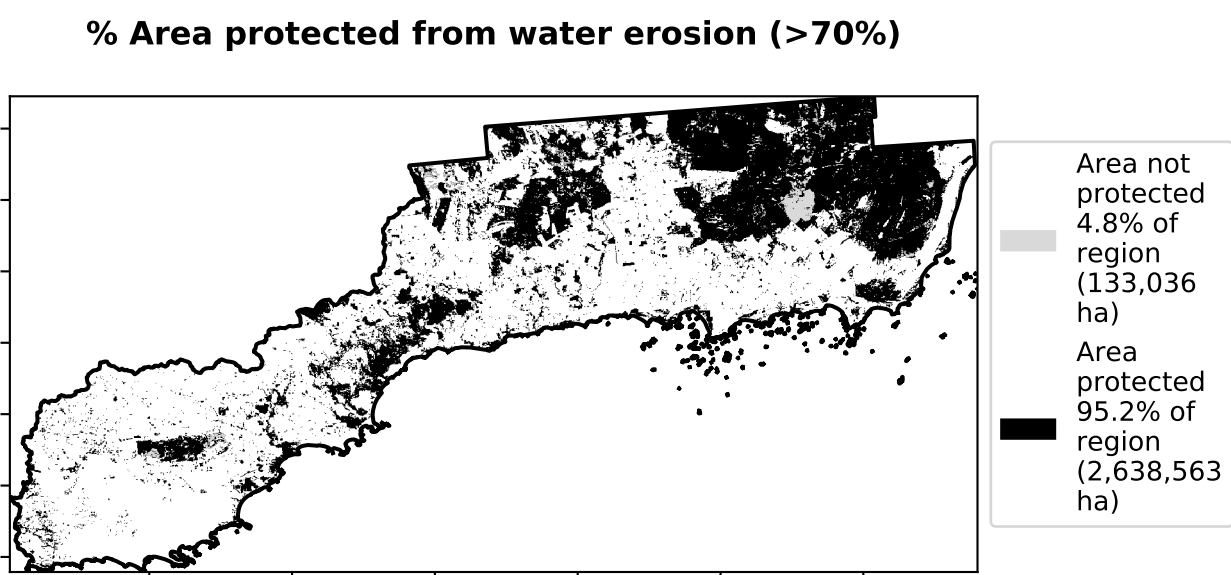 % Area protected from water erosion (>70%)
Area not
protected
4.8% of
region
(133,036
ha)
Area
protected
95.2% of
region
(2,638,563
ha)